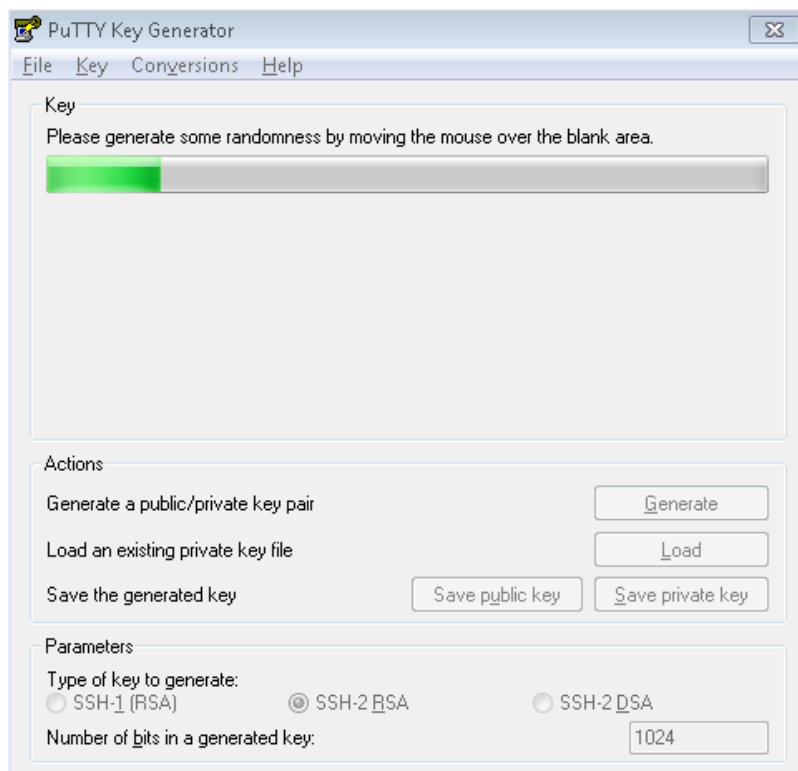 PuTTY Key Generator
File Key Conversions Help
Key
Please generate some randomness by moving the mouse over the blank area.
Actions
Generate a public/private key pair Generate
Load an existing private key file Load
Save the generated key Save public key Save private key
Parameters
Type of key to generate:
SSH-1 (RSA) SSH-2 RSA SSH-2 DSA
Number of bits in a generated key: 1024